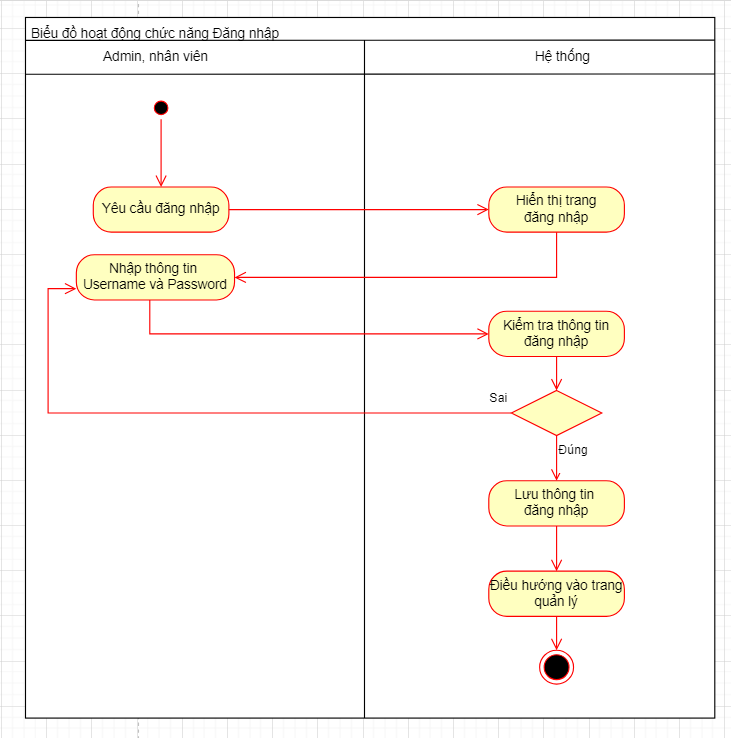 Biểu đồ hoạt động chức năng Đăng nhập
Admin, nhân viên
Hệ thống
Yêu cầu đăng nhập
Hiển thị trang
đăng nhập
Nhập thông tin
Username và Password
Kiểm tra thông tin
đăng nhập
Sai
Đúng
Lưu thông tin
đăng nhập
Điều hướng vào trang
quản lý